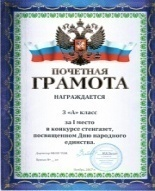 ПОЧЕТНАЯ
ГРАМОТА
НАГРАЖДАЕТСЯ
3 «А» класс
за I место
в конкурсе стенгазет,
посвященном Дню народного
единства.